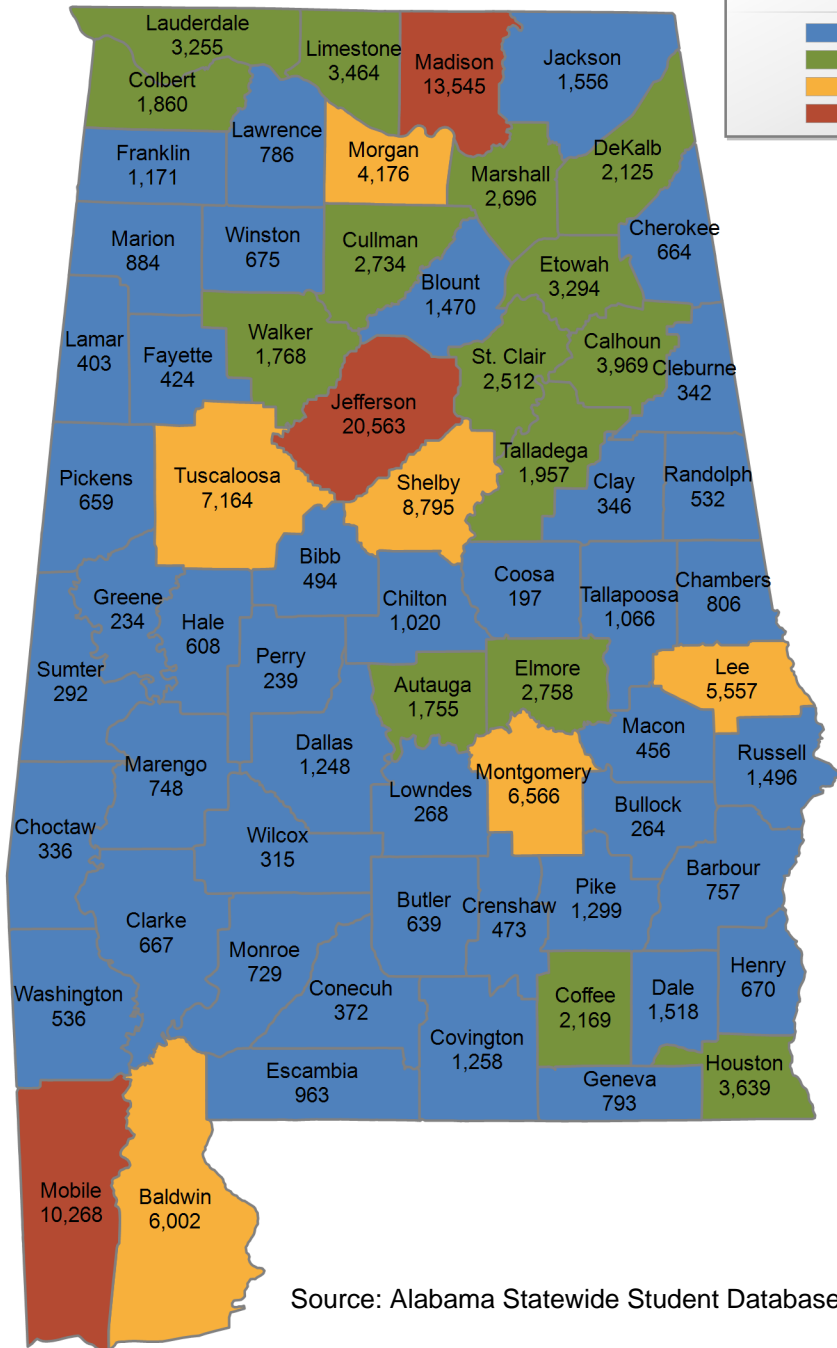 Lauderdale
3,255
Limestone
3,464
Madison
13,545
Jackson
1,556
Colbert
1,860
Lawrence
786
Franklin
1,171
Morgan
4,176
Marshall
2,696
DeKalb
2,125
Cherokee
664
Marion
884
Winston
675
Cullman
2,734
Blount
1,470
Etowah
3,294
Lamar
403
Fayette
424
Walker
1,768
St. Clair
2,512
Calhoun
3,969
Cleburne
342
Jefferson
20,563
Pickens
659
Tuscaloosa
7,164
Shelby
8,795
Talladega
1,957
Clay
346
Randolph
532
Bibb
494
Greene
234
Hale
608
Chilton
1,020
Coosa
197
Tallapoosa
1,066
Chambers
806
Sumter
292
Perry
239
Autauga
1,755
Elmore
2,758
Lee
5,557
Marengo
748
Dallas
1,248
Lowndes
268
Montgomery
6,566
Macon
456
Russell
1,496
Bullock
264
Choctaw
336
Wilcox
315
Clarke
667
Monroe
729
Butler
639
Crenshaw
473
Pike
1,299
Barbour
757
Washington
536
Conecuh
372
Covington
1,258
Coffee
2,169
Dale
1,518
Henry
670
Escambia
963
Geneva
793
Houston
3,639
Mobile
10,268
Baldwin
6,002
Source: Alabama Statewide Student Database